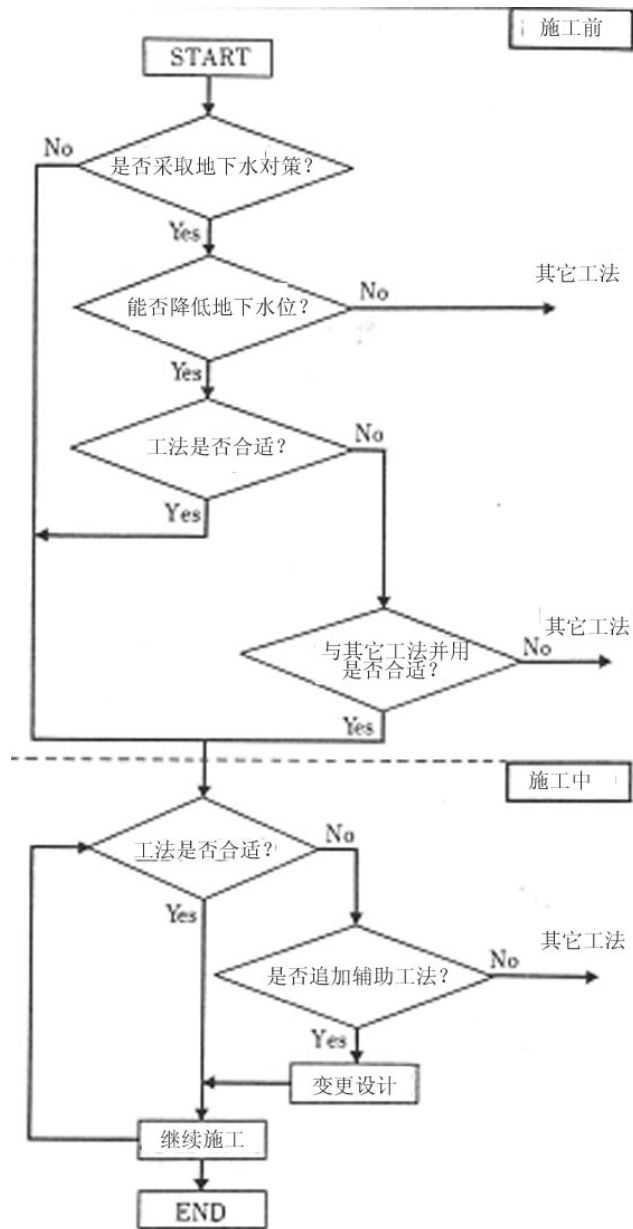 施工前
START
No
是否采取地下水对策？
Yes
其它工法
能否降低地下水位？
No
Yes
工法是否合适？
No
Yes
其它工法
与其它工法并用
是否合适？
No
Yes
施工中
工法是否合适？
No
Yes
其它工法
是否追加辅助工法？
No
Yes
变更设计
继续施工
END